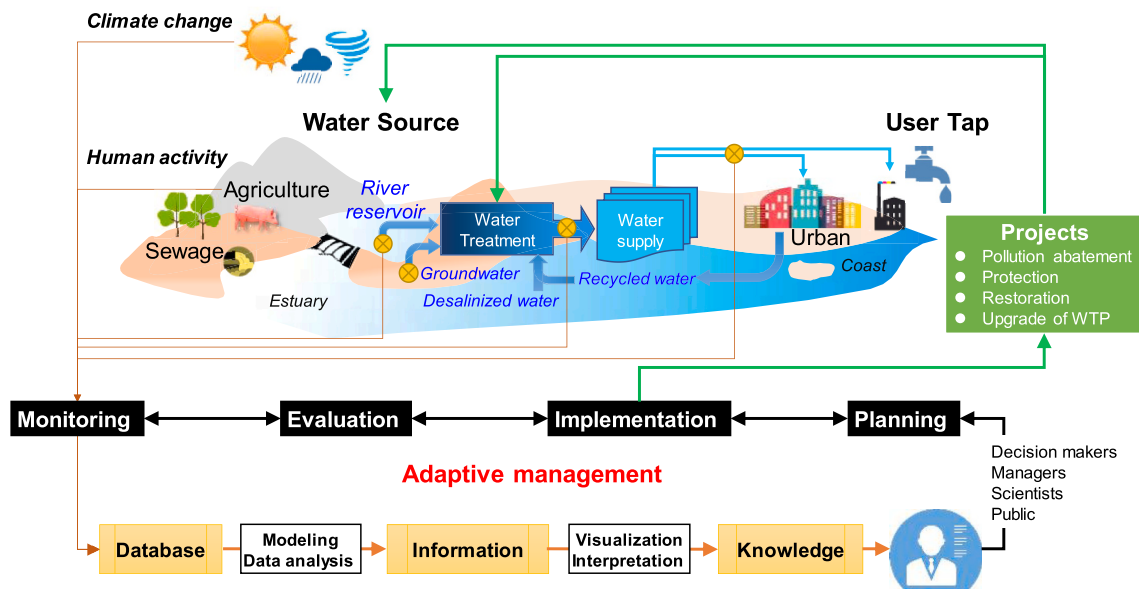 Climate change
Water Source
User Tap
Human activity
Agriculture
River
reservoir
Sewage
Water
Treatment
Water
supply
Urban
Groundwater
Recycled water
Coast
Estuary
Desalinized water
Projects
Pollution abatement
Protection
Restoration
Upgrade of WTP
Monitoring
Evaluation
Implementation
Planning
Adaptive management
Decision makers
Managers
Scientists
Public
Database
Modeling
Data analysis
Information
Visualization
Interpretation
Knowledge